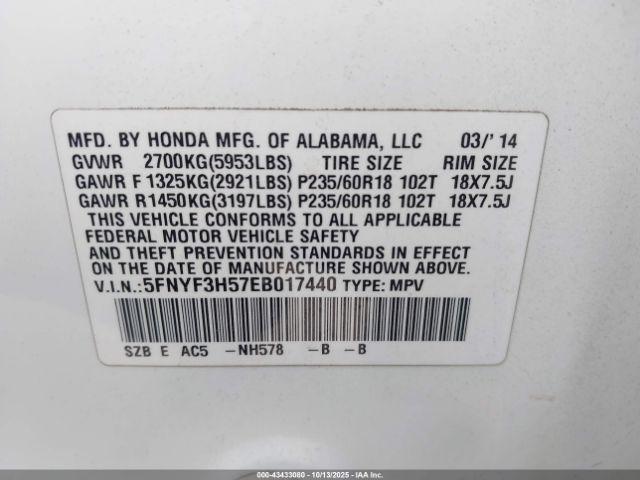 MFD. BY HONDA MFG. OF ALABAMA, LLC 03/' 14
GVWR 2700KG(5953LBS) TIRE SIZE RIM SIZE
GAWR F 1325KG(2921LBS) P235/60R18 102T 18X7.5J
GAWR R1450KG(3197LBS) P235/60R18 102T 18X7.5J
THIS VEHICLE CONFORMS TO ALL APPLICABLE
FEDERAL MOTOR VEHICLE SAFETY
AND THEFT PREVENTION STANDARDS IN EFFECT
ON THE DATE OF MANUFACTURE SHOWN ABOVE.
V.I.N.:5FNYF3H57EB017440 TYPE: MPV
SZB E AC5 -NH578 -B -B
000-43433080 - 10/13/2025 - IAA Inc.